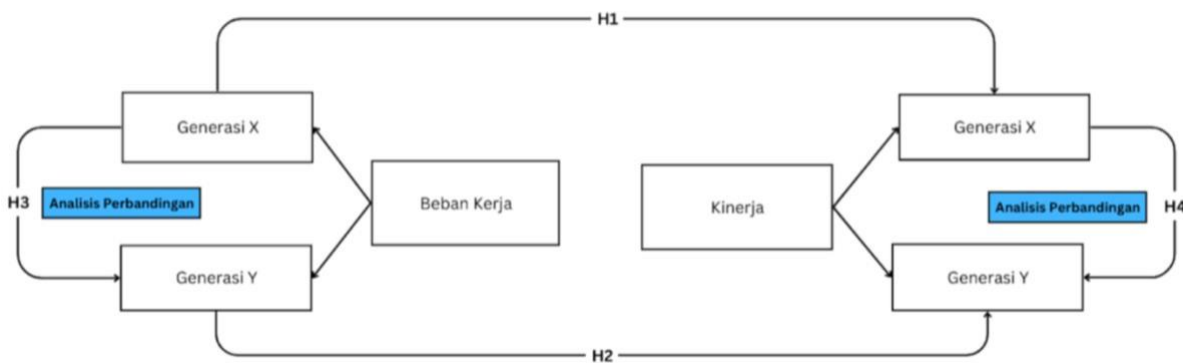 H1
Generasi X
Generasi X
H3
Analisis Perbandingan
Beban Kerja
Kinerja
Analisis Perbandingan
H4
Generasi Y
Generasi Y
H2